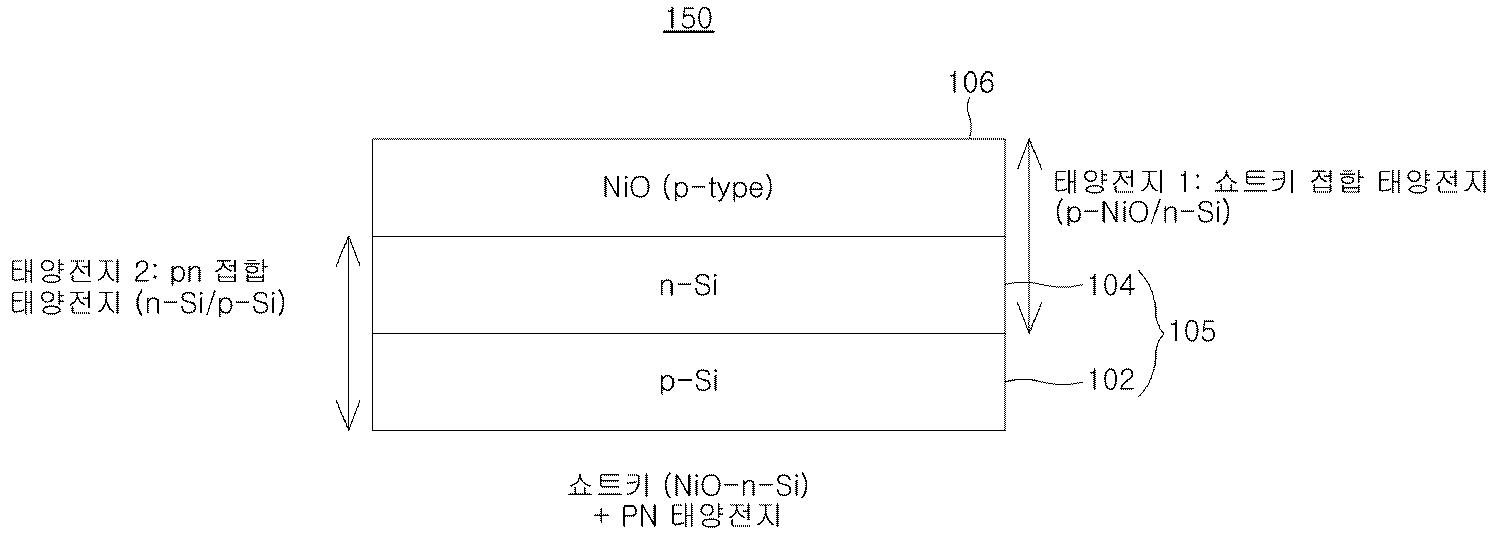 150
106
NiO (p-type)
태양전지 1: 쇼트키 접합 태양전지
(p-NiO/n-Si)
태양전지 2: pn 접합
태양전지 (n-Si/p-Si)
n-Si
104
105
p-Si
102
쇼트키 (NiO-n-Si)
+ PN 태양전지